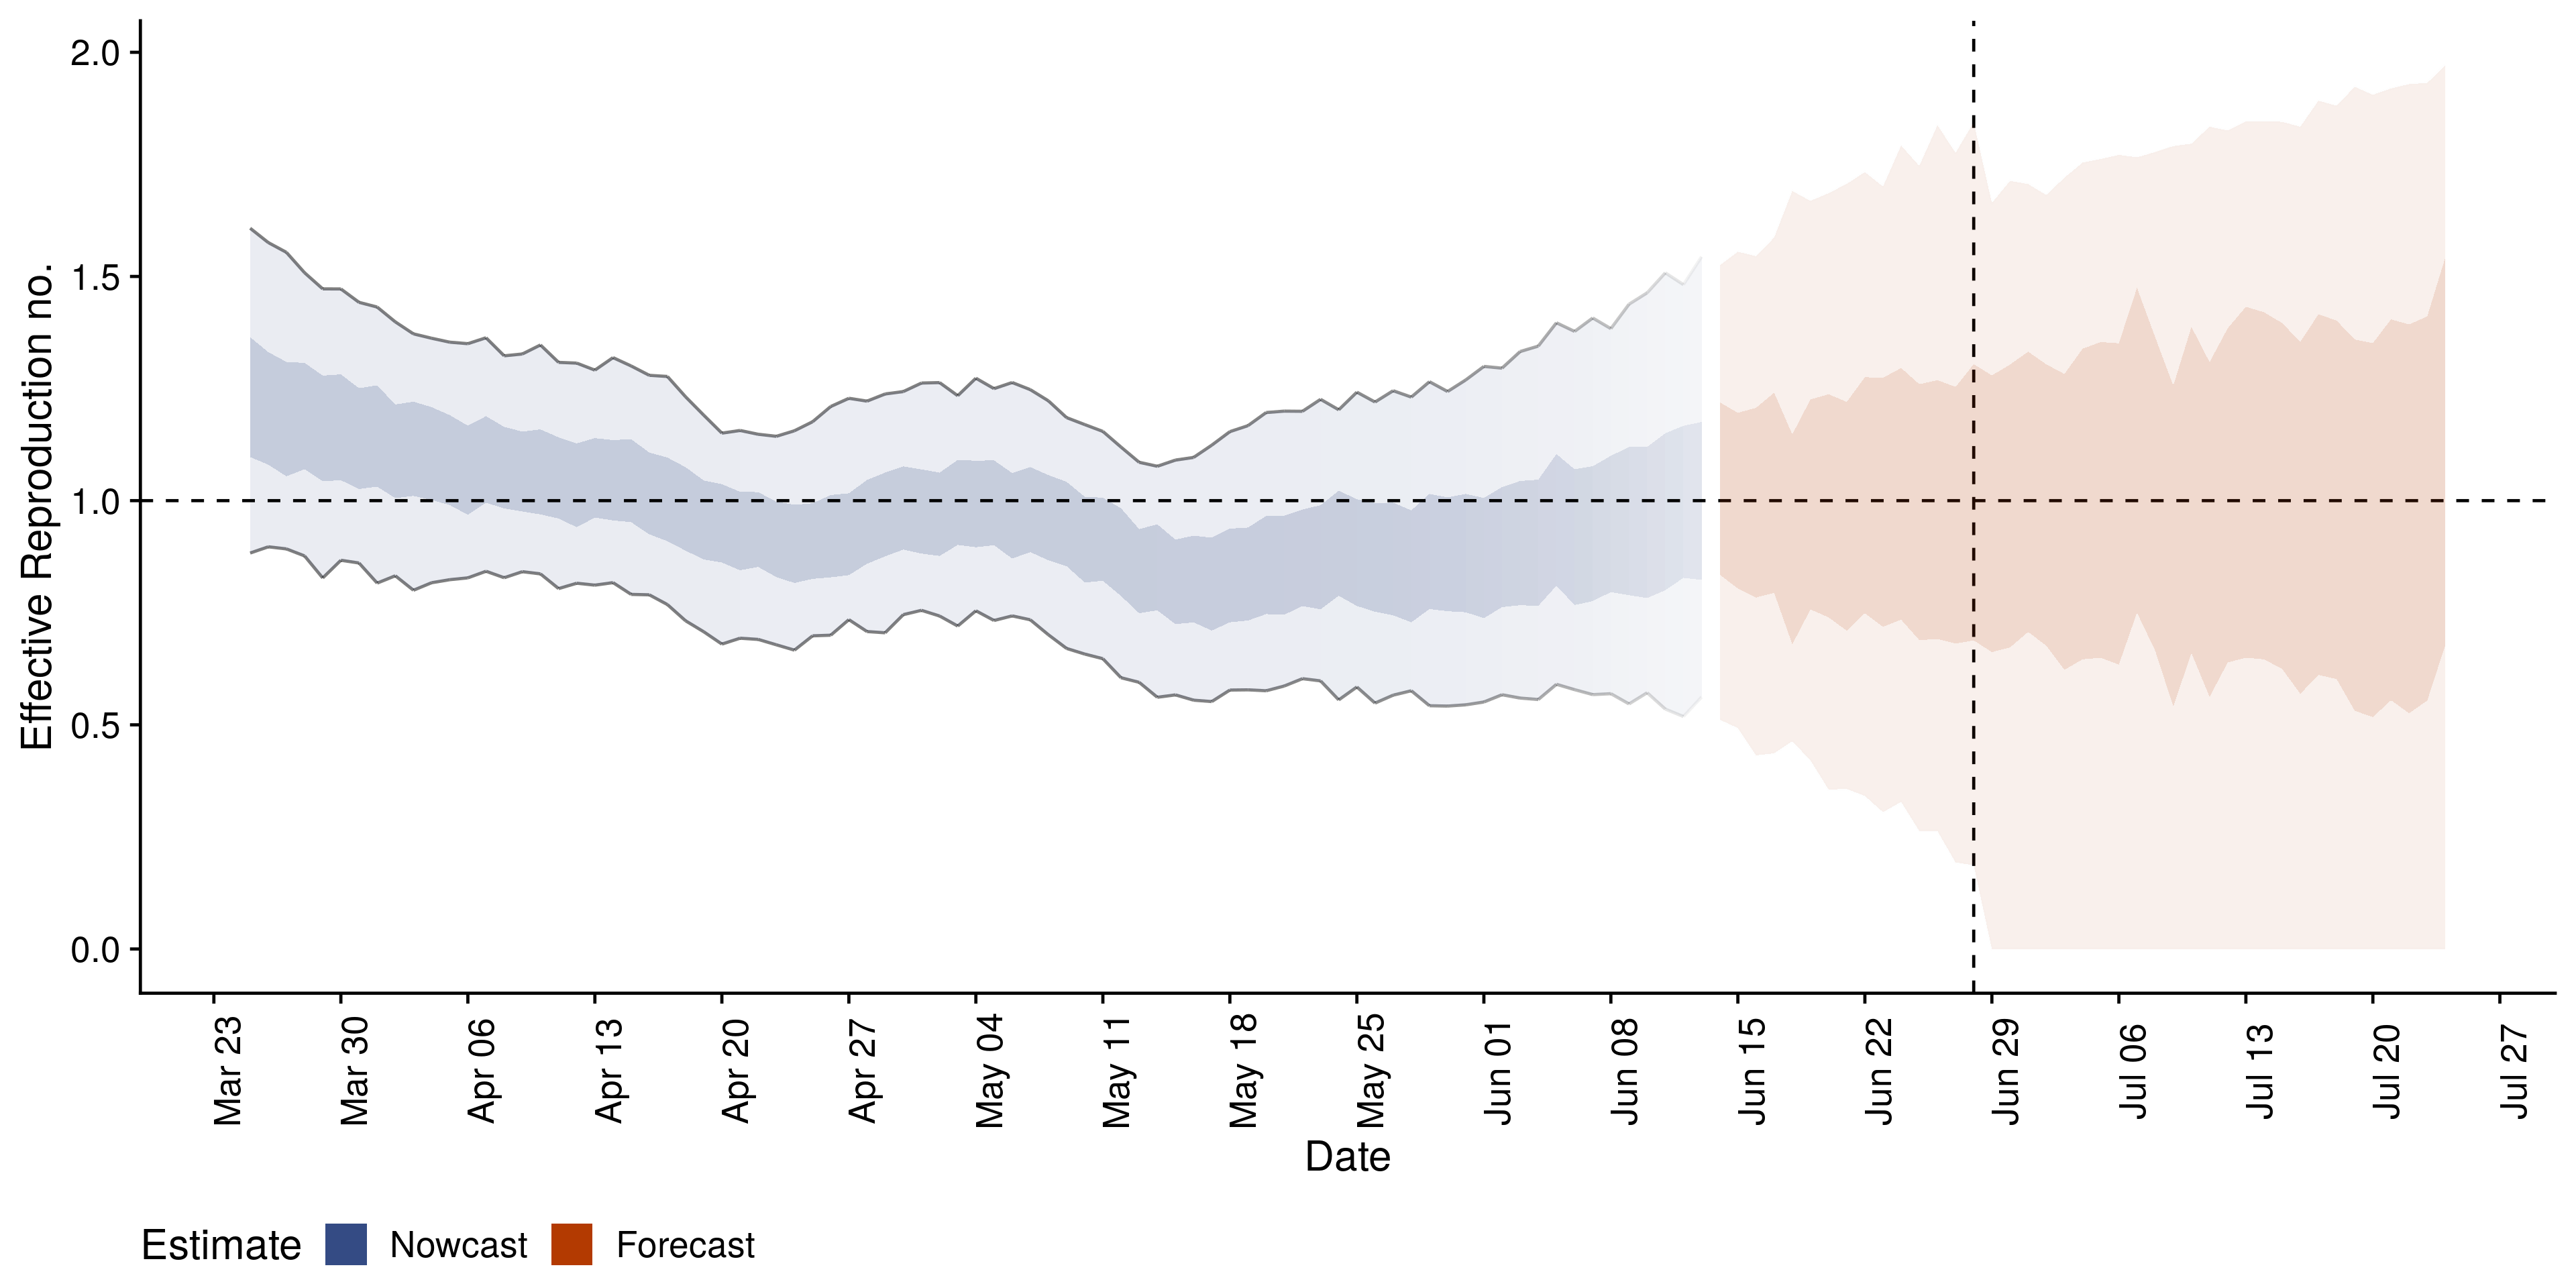 Effective Reproduction no.
2.0
1.5
1.0
0.5
0.0
Mar 23
Mar 30
Apr 06
Apr 13
Apr 20
Apr 27
May 04
May 11
May 18
May 25
Jun 01
Jun 08
Jun 15
Jun 22
Jun 29
Jul 06
Jul 13
Jul 20
Jul 27
Date
Estimate Nowcast Forecast